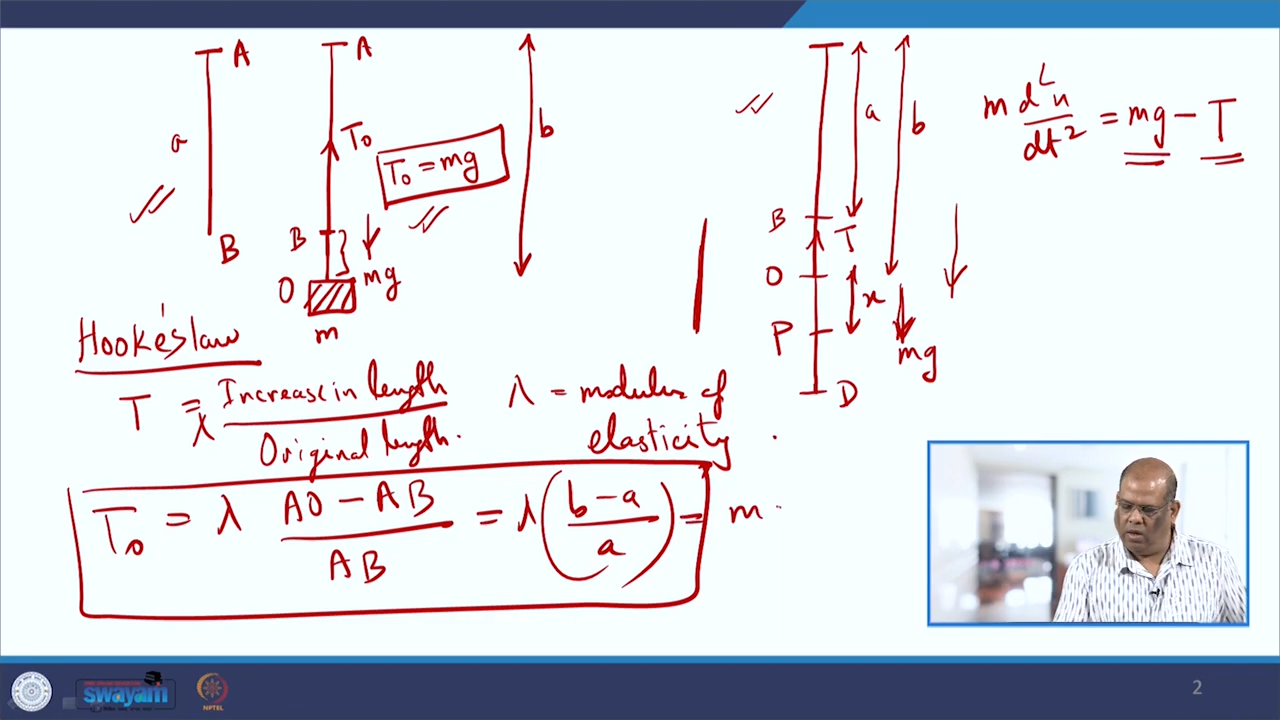 A
a
B
A
T₀
T₀ = mg
B
mg
O
m
b
a
b
B
T
O
x
P
mg
D
m d²x/dt² = mg - T
Hooke's law
T = λ Increase in length / Original length.
λ = modulus of elasticity.
T₀ = λ (AO - AB)/AB = λ((b-a)/a) = m
swayam
NPTEL
2